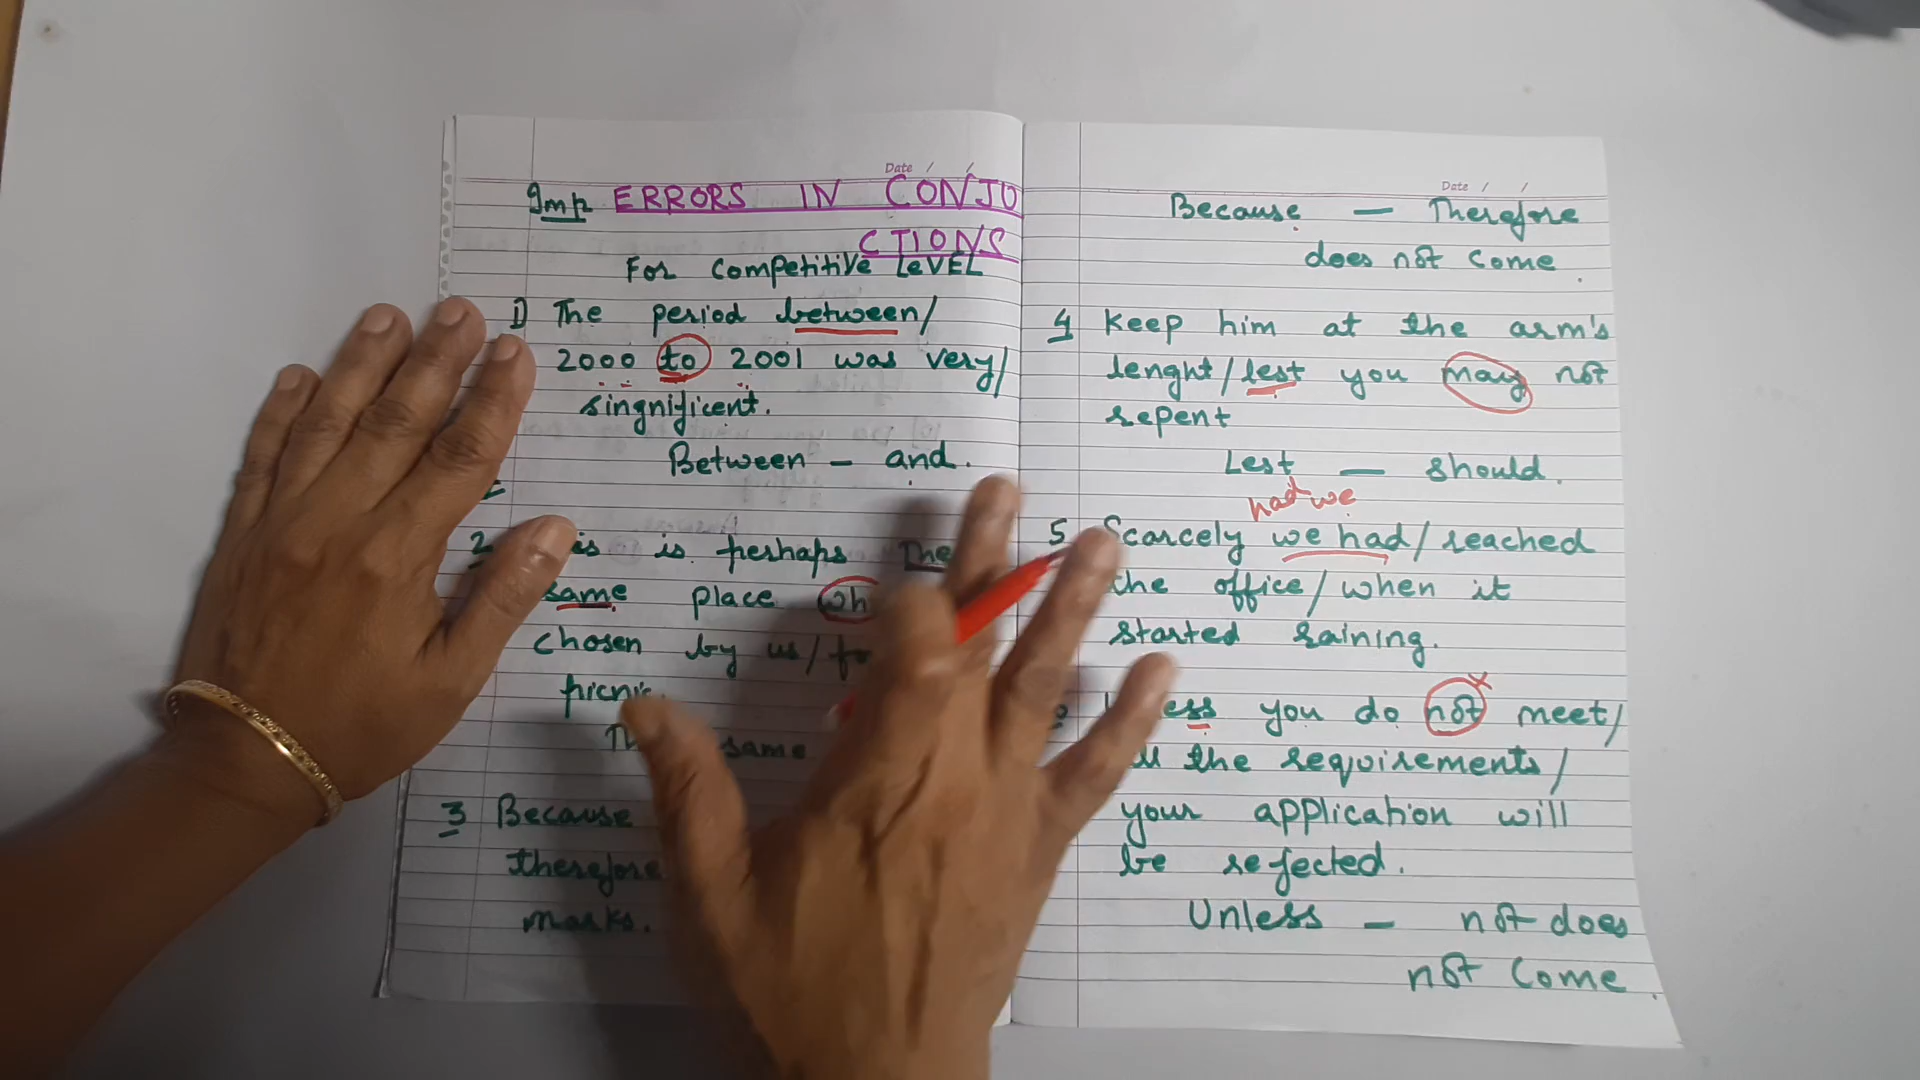 Date / /
Imp ERRORS IN CONJU
CTIONS
For Competitive LeVEL
1) The period between/
2000 to 2001 was very/
singnificent.
Between - and.
2 is perhaps The
same place wh
chosen by us/
picnic.
same
3 Because
therefore
marks.
Date / /
Because - Therefore
does not come.
4 Keep him at the arm's
lenght/lest you may not
repent
Lest - should.
had we
5 Scarcely we had/reached
the office/when it
started raining.
you do not meet/
the requirements/
your application will
be rejected.
Unless - not does
not Come.